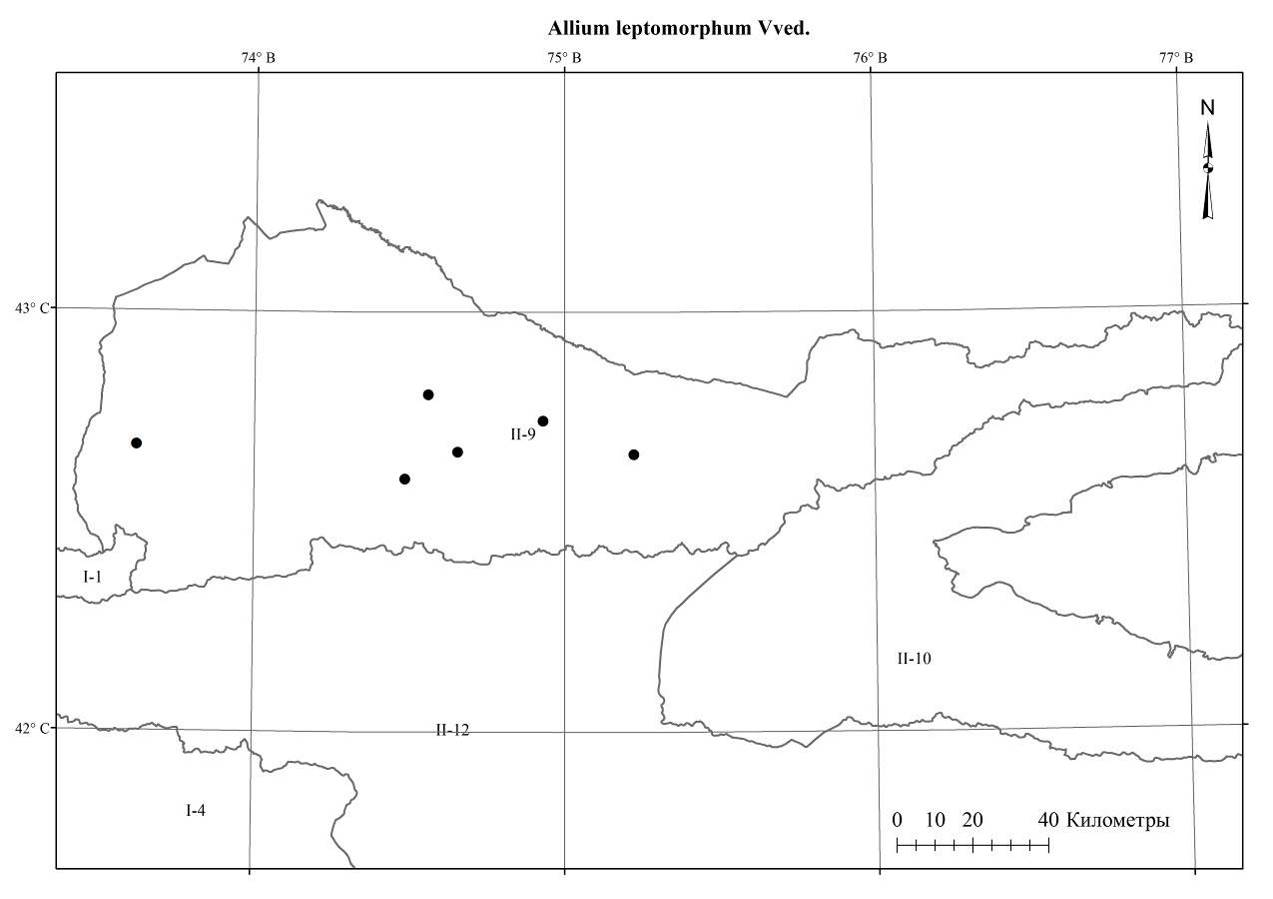 Allium leptomorphum Vved.
74° В 75° В 76° В 77° В
N
43° С
II-9
I-1
II-10
42° С
II-12
I-4
0 10 20 40 Километры